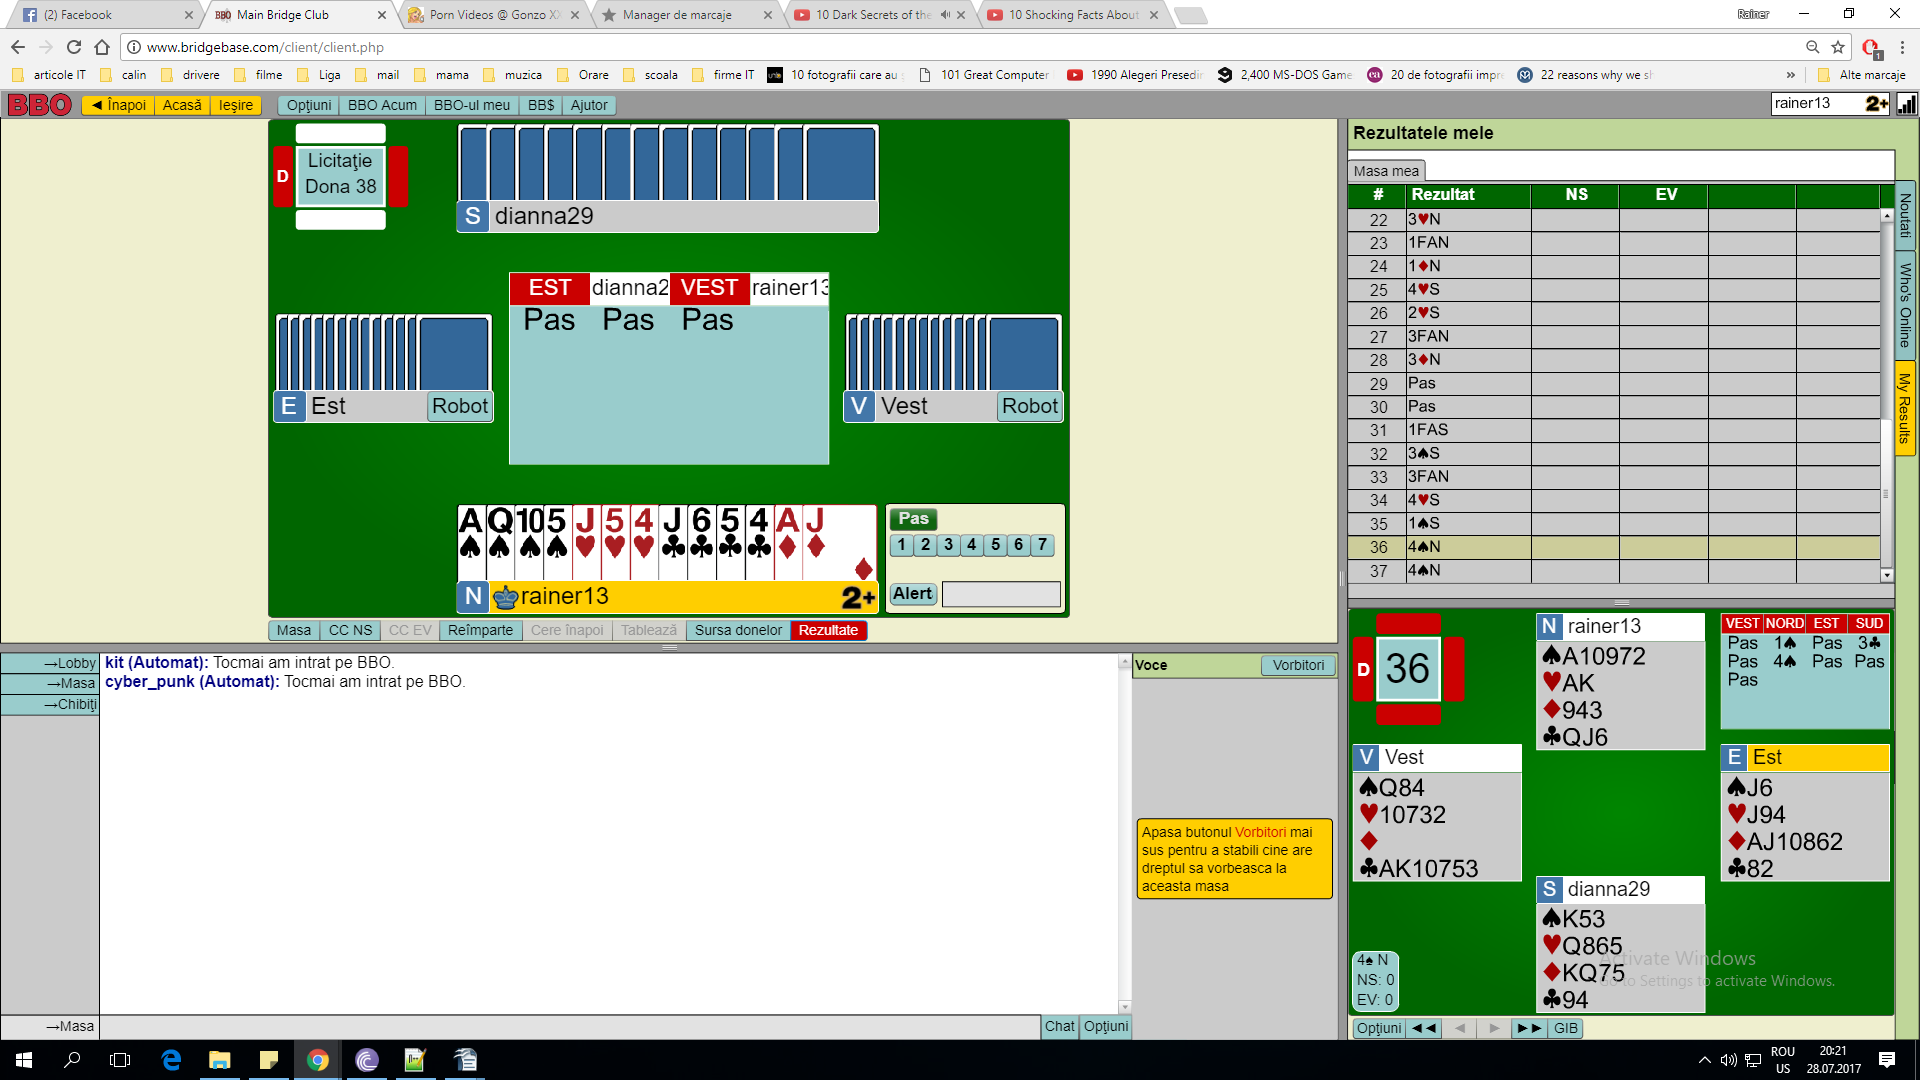 (2) Facebook
Main Bridge Club
Porn Videos @ Gonzo XX
Manager de marcaje
10 Dark Secrets of the
10 Shocking Facts About
Rainer
www.bridgebase.com/client/client.php
articole IT
calin
drivere
filme
Liga
mail
mama
muzica
Orare
scoala
firme IT
10 fotografii care au
101 Great Computer
1990 Alegeri Presedin
2,400 MS-DOS Game
20 de fotografii impre
22 reasons why we sh
»
Alte marcaje
BBO
◄ Înapoi
Acasă
Ieşire
Opţiuni
BBO Acum
BBO-ul meu
BB$
Ajutor
rainer13 2+
D
Licitaţie
Dona 38
S dianna29
EST dianna2 VEST rainer13
Pas Pas Pas
E Est Robot
V Vest Robot
A Q 10 5 J 5 4 J 6 5 4 A J
♠ ♠ ♠ ♠ ♥ ♥ ♥ ♣ ♣ ♣ ♣ ♦ ♦
N rainer13 2+
Pas
1 2 3 4 5 6 7
Alert
Masa
CC NS
CC EV
Reîmparte
Cere înapoi
Tablează
Sursa donelor
Rezultate
→Lobby
→Masa
→Chibiţi
kit (Automat): Tocmai am intrat pe BBO.
cyber_punk (Automat): Tocmai am intrat pe BBO.
→Masa
Chat
Opţiuni
Voce
Vorbitori
Apasa butonul Vorbitori mai
sus pentru a stabili cine are
dreptul sa vorbeasca la
aceasta masa
Rezultatele mele
Masa mea
# Rezultat NS EV
22 3♥N
23 1FAN
24 1♦N
25 4♥S
26 2♥S
27 3FAN
28 3♦N
29 Pas
30 Pas
31 1FAS
32 3♠S
33 3FAN
34 4♥S
35 1♠S
36 4♠N
37 4♠N
Noutati
Who's Online
My Results
D
36
N rainer13
♠A10972
♥AK
♦943
♣QJ6
VEST NORD EST SUD
Pas 1♠ Pas 3♣
Pas 4♠ Pas Pas
Pas
V Vest
♠Q84
♥10732
♦
♣AK10753
E Est
♠J6
♥J94
♦AJ10862
♣82
S dianna29
♠K53
♥Q865
♦KQ75
♣94
4♠ N
NS: 0
EV: 0
Activate Windows
Go to Settings to activate Windows.
Opţiuni
◄◄
◄
►
►►
GIB
ROU
US
20:21
28.07.2017